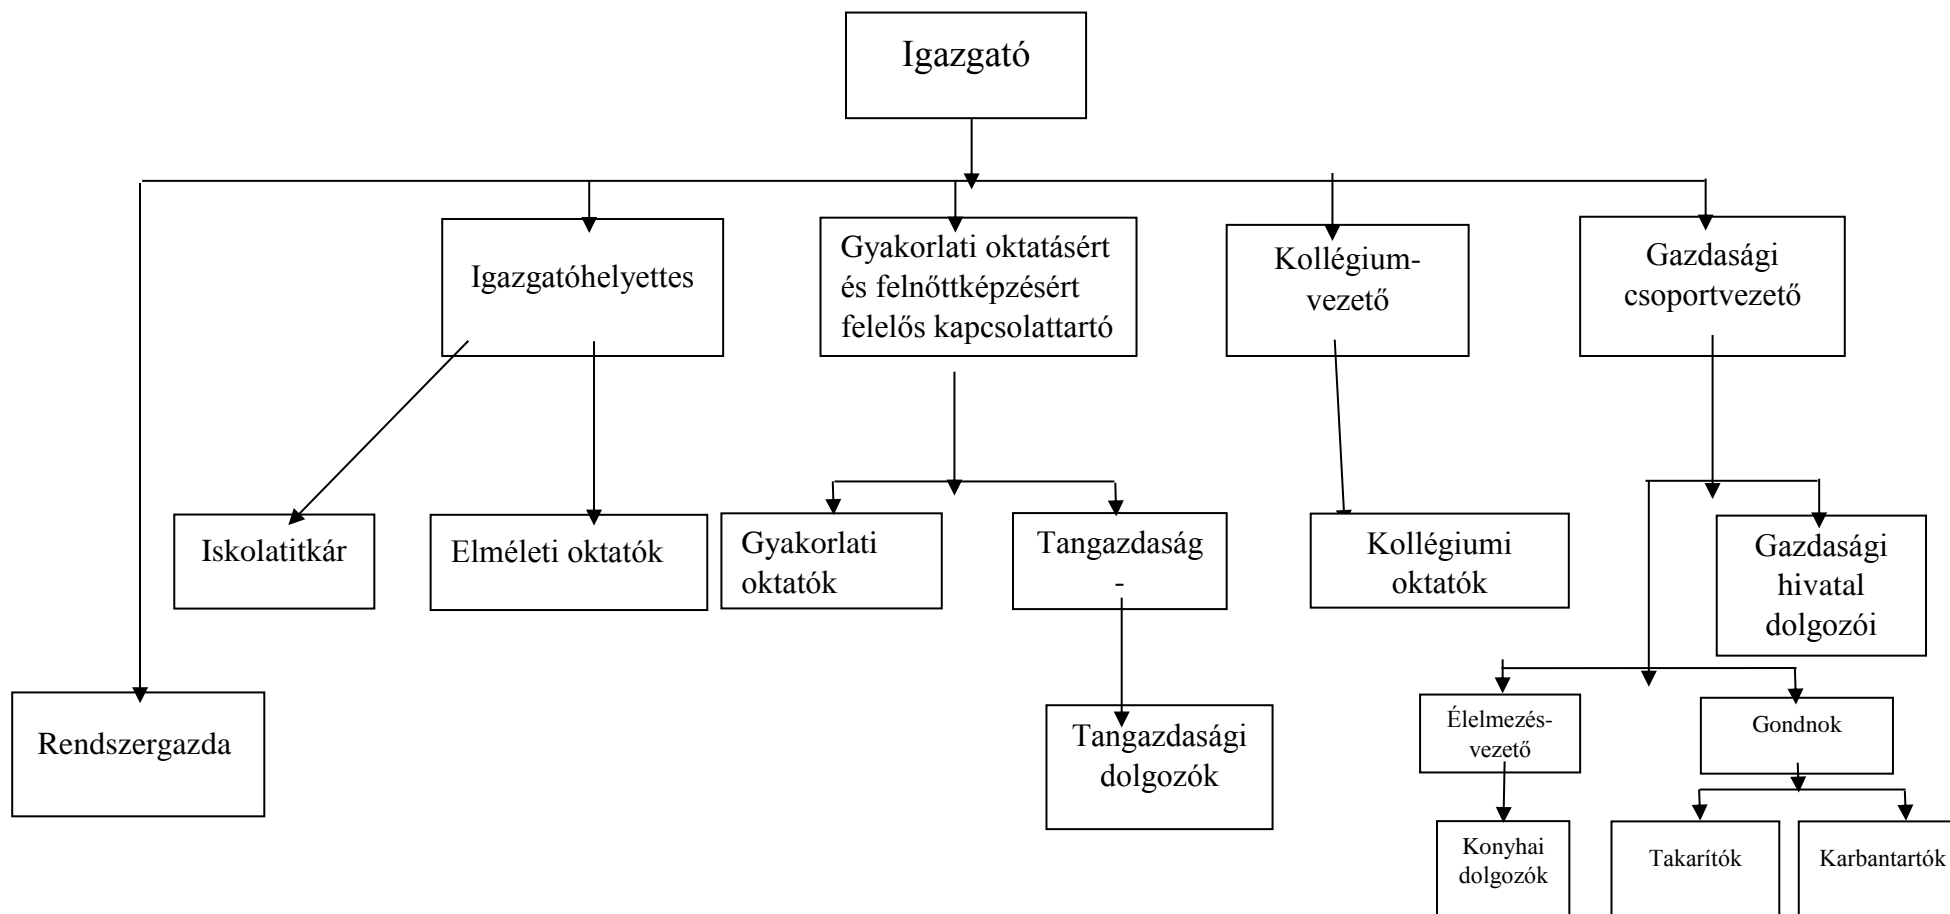 Igazgató
Igazgatóhelyettes
Gyakorlati oktatásért
és felnőttképzésért
felelős kapcsolattartó
Kollégium-
vezető
Gazdasági
csoportvezető
Iskolatitkár
Elméleti oktatók
Gyakorlati
oktatók
Tangazdaság
-
Kollégiumi
oktatók
Gazdasági
hivatal
dolgozói
Rendszergazda
Tangazdasági
dolgozók
Élelmezés-
vezető
Gondnok
Konyhai
dolgozók
Takarítók
Karbantartók